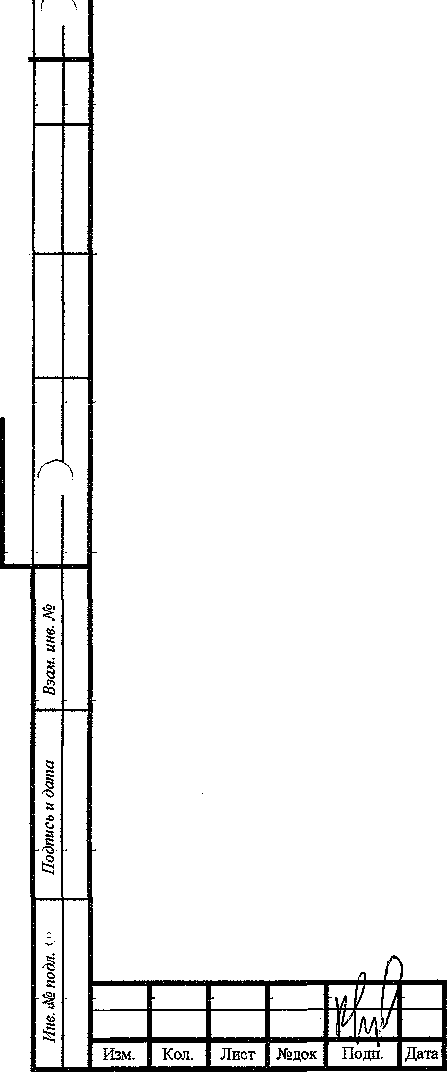 Взам. инв. №
Подпись и дата
Инв. № подл.
Изм. Кол. Лист №док Подп. Дата